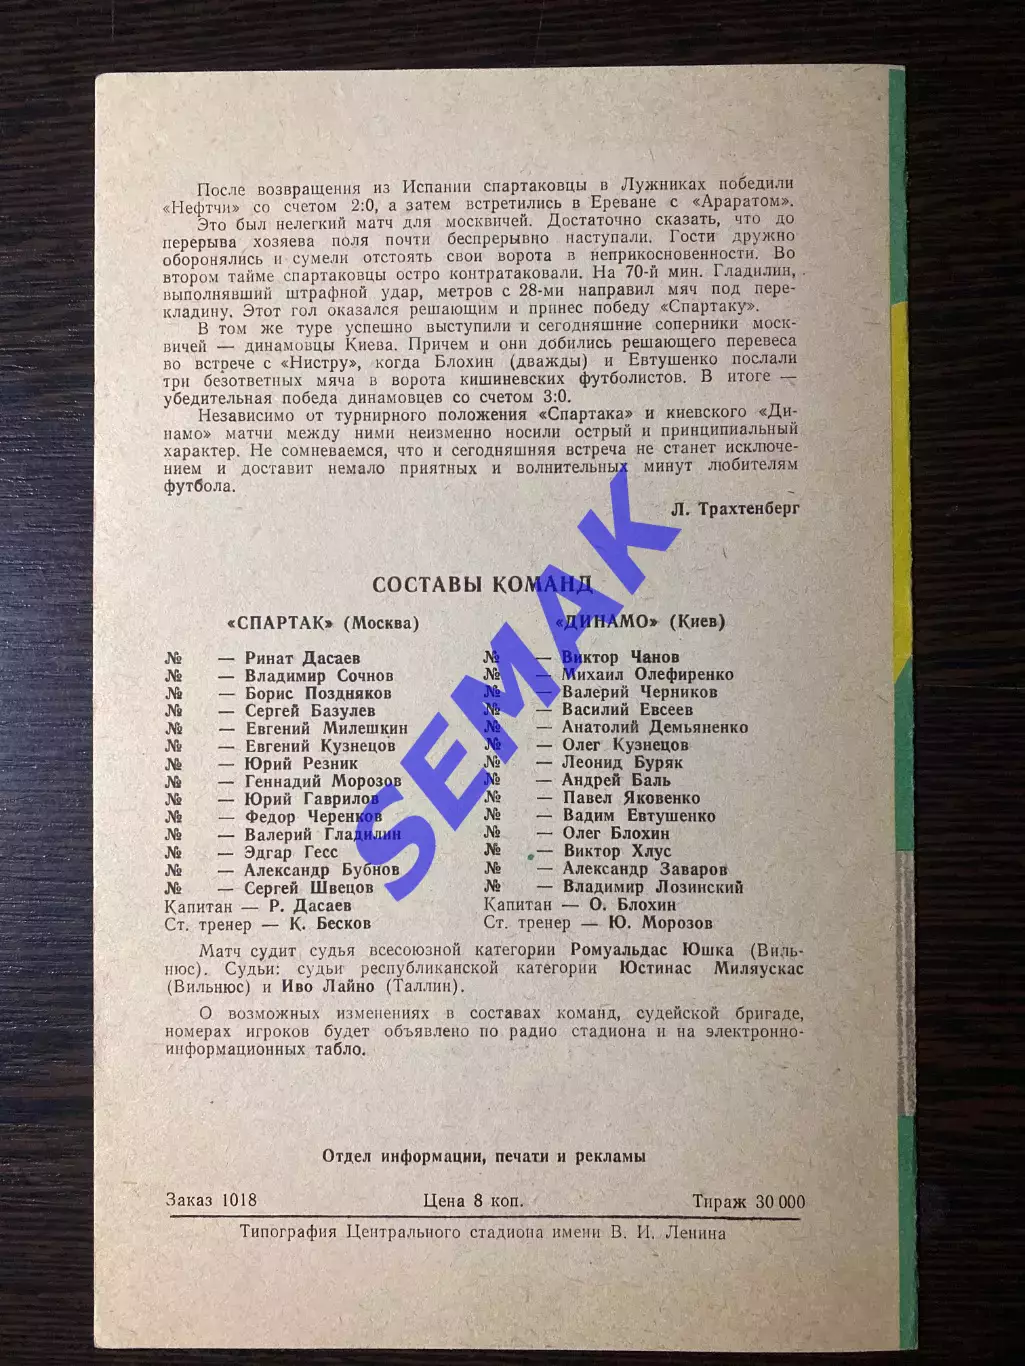 После возвращения из Испании спартаковцы в Лужниках победили
«Нефтчи» со счетом 2:0, а затем встретились в Ереване с «Араратом».
Это был нелегкий матч для москвичей. Достаточно сказать, что до
перерыва хозяева поля почти беспрерывно наступали. Гости дружно
оборонялись и сумели отстоять свои ворота в неприкосновенности. Во
втором тайме спартаковцы остро контратаковали. На 70-й мин. Гладилин,
выполнявший штрафной удар, метров с 28-ми направил мяч под пере-
кладину. Этот гол оказался решающим и принес победу «Спартаку».
В том же туре успешно выступили и сегодняшние соперники моск-
вичей — динамовцы Киева. Причем и они добились решающего перевеса
во встрече с «Нистру», когда Блохин (дважды) и Евтушенко послали
три безответных мяча в ворота кишиневских футболистов. В итоге —
убедительная победа динамовцев со счетом 3:0.
Независимо от турнирного положения «Спартака» и киевского «Ди-
намо» матчи между ними неизменно носили острый и принципиальный
характер. Не сомневаемся, что и сегодняшняя встреча не станет исключе-
нием и доставит немало приятных и волнительных минут любителям
футбола.
Л. Трахтенберг
СОСТАВЫ КОМАНД
«СПАРТАК» (Москва)
№ — Ринат Дасаев
№ — Владимир Сочнов
№ — Борис Поздняков
№ — Сергей Базулев
№ — Евгений Милешкин
№ — Евгений Кузнецов
№ — Юрий Резник
№ — Геннадий Морозов
№ — Юрий Гаврилов
№ — Федор Черенков
№ — Валерий Гладилин
№ — Эдгар Гесс
№ — Александр Бубнов
№ — Сергей Швецов
Капитан — Р. Дасаев
Ст. тренер — К. Бесков
«ДИНАМО» (Киев)
№ — Виктор Чанов
№ — Михаил Олефиренко
№ — Валерий Черников
№ — Василий Евсеев
№ — Анатолий Демьяненко
№ — Олег Кузнецов
№ — Леонид Буряк
№ — Андрей Баль
№ — Павел Яковенко
№ — Вадим Евтушенко
№ — Олег Блохин
№ — Виктор Хлус
№ — Александр Заваров
№ — Владимир Лозинский
Капитан — О. Блохин
Ст. тренер — Ю. Морозов
Матч судит судья всесоюзной категории Ромуальдас Юшка (Виль-
нюс). Судьи: судьи республиканской категории Юстинас Миляускас
(Вильнюс) и Иво Лайно (Таллин).
О возможных изменениях в составах команд, судейской бригаде,
номерах игроков будет объявлено по радио стадиона и на электронно-
информационных табло.
Отдел информации, печати и рекламы
Заказ 1018 Цена 8 коп. Тираж 30 000
Типография Центрального стадиона имени В. И. Ленина
SEMAK